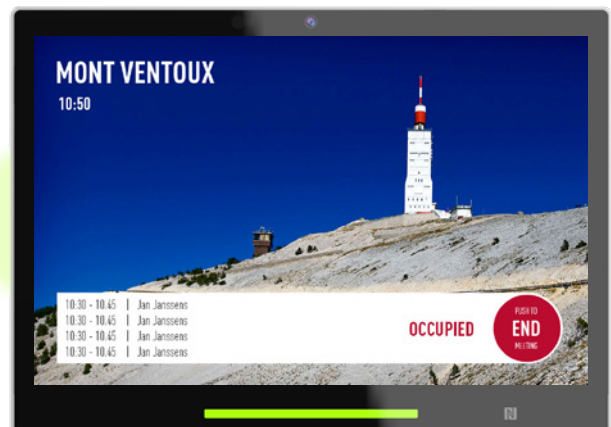 MONT VENTOUX
10:50
10:30 - 10.45 | Jan Janssens
10:30 - 10.45 | Jan Janssens
10:30 - 10.45 | Jan Janssens
10:30 - 10.45 | Jan Janssens
OCCUPIED
PUSH TO
END
MEETING